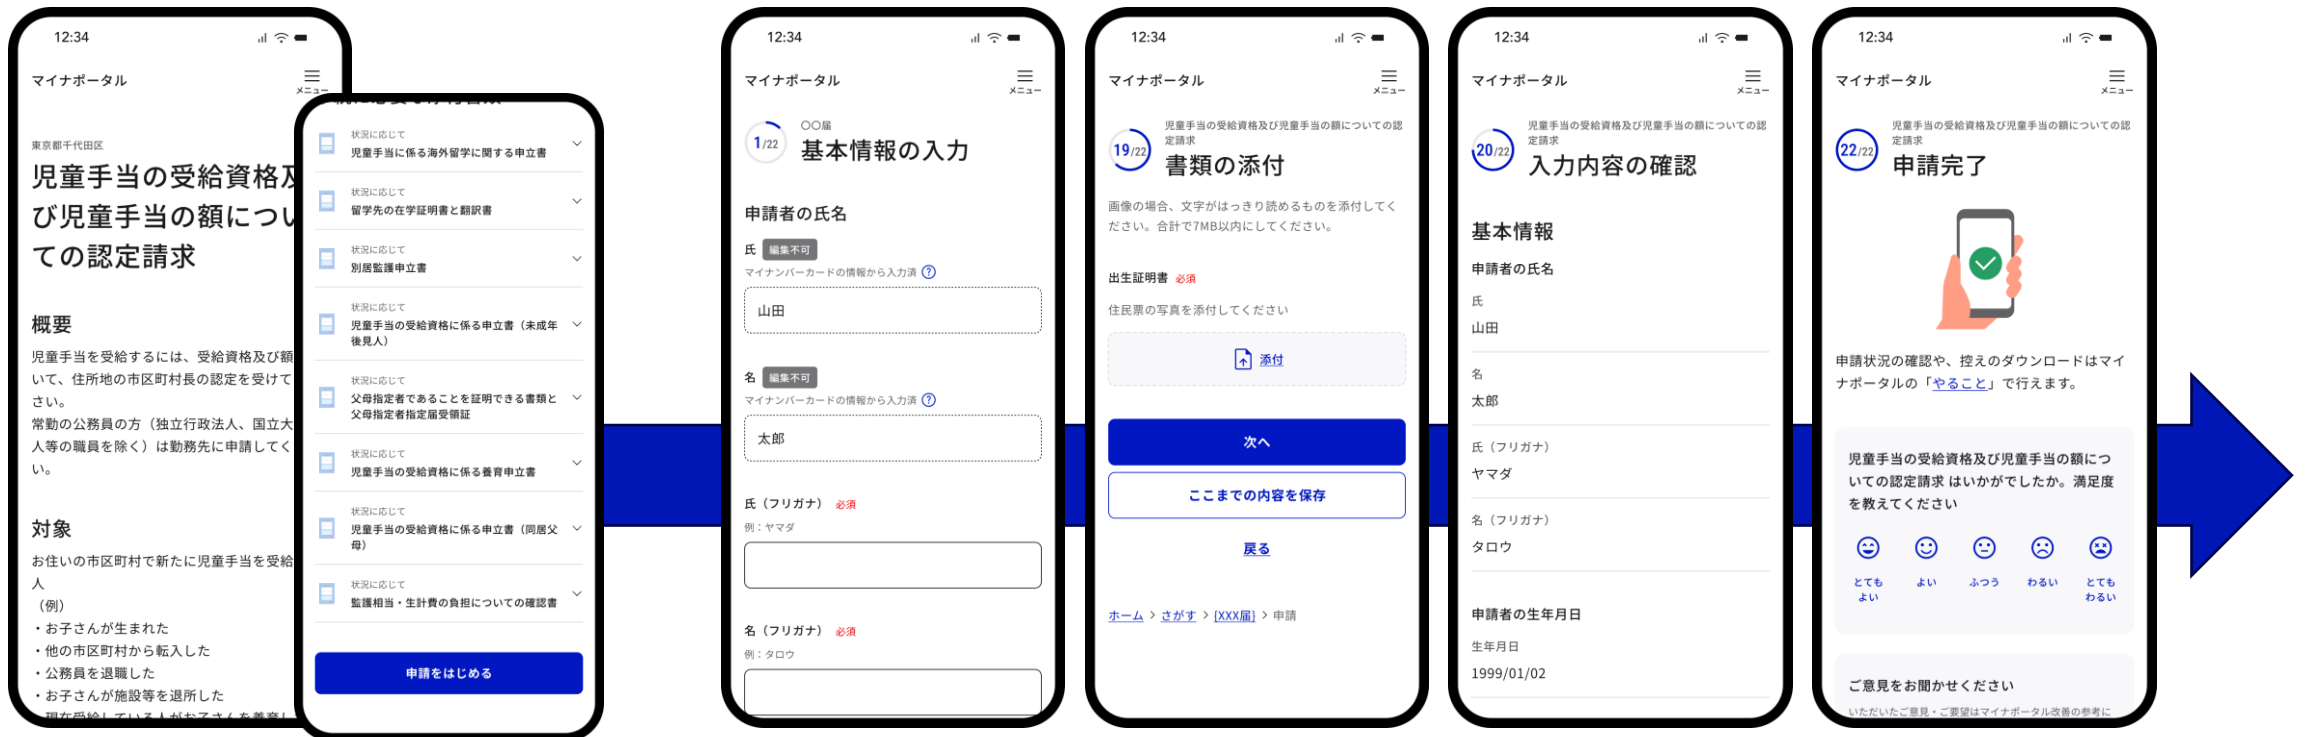 12:34
マイナポータル
メニュー
東京都千代田区
児童手当の受給資格及
び児童手当の額につい
ての認定請求
概要
児童手当を受給するには、受給資格及び額
いて、住所地の市区町村長の認定を受けて
さい。
常勤の公務員の方（独立行政法人、国立大
人等の職員を除く）は勤務先に申請してく
い。
対象
お住いの市区町村で新たに児童手当を受給
人
（例）
・お子さんが生まれた
・他の市区町村から転入した
・公務員を退職した
・お子さんが施設等を退所した
状況に応じて
児童手当に係る海外留学に関する申立書
状況に応じて
留学先の在学証明書と翻訳書
状況に応じて
別居監護申立書
状況に応じて
児童手当の受給資格に係る申立書（未成年
後見人）
状況に応じて
父母指定者であることを証明できる書類と
父母指定者指定届受領証
状況に応じて
児童手当の受給資格に係る養育申立書
状況に応じて
児童手当の受給資格に係る申立書（同居父
母）
状況に応じて
監護相当・生計費の負担についての確認書
申請をはじめる
12:34
マイナポータル
メニュー
1/22
〇〇届
基本情報の入力
申請者の氏名
氏 編集不可
マイナンバーカードの情報から入力済 ?
山田
名 編集不可
マイナンバーカードの情報から入力済 ?
太郎
氏（フリガナ） 必須
例：ヤマダ
名（フリガナ） 必須
例：タロウ
12:34
マイナポータル
メニュー
19/22
児童手当の受給資格及び児童手当の額についての認
定請求
書類の添付
画像の場合、文字がはっきり読めるものを添付してく
ださい。合計で7MB以内にしてください。
出生証明書 必須
住民票の写真を添付してください
添付
次へ
ここまでの内容を保存
戻る
ホーム > さがす > {XXX届} > 申請
12:34
マイナポータル
メニュー
20/22
児童手当の受給資格及び児童手当の額についての認
定請求
入力内容の確認
基本情報
申請者の氏名
氏
山田
名
太郎
氏（フリガナ）
ヤマダ
名（フリガナ）
タロウ
申請者の生年月日
生年月日
1999/01/02
12:34
マイナポータル
メニュー
22/22
児童手当の受給資格及び児童手当の額についての認
定請求
申請完了
申請状況の確認や、控えのダウンロードはマイ
ナポータルの「やること」で行えます。
児童手当の受給資格及び児童手当の額につ
いての認定請求 はいかがでしたか。満足度
を教えてください
とても
よい
よい
ふつう
わるい
とても
わるい
ご意見をお聞かせください
いただいたご意見・ご要望はマイナポータル改善の参考に